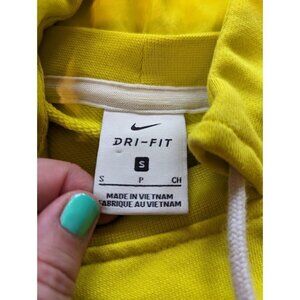 DRI-FIT
S
S P CH
MADE IN VIETNAM
FABRIQUE AU VIETNAM